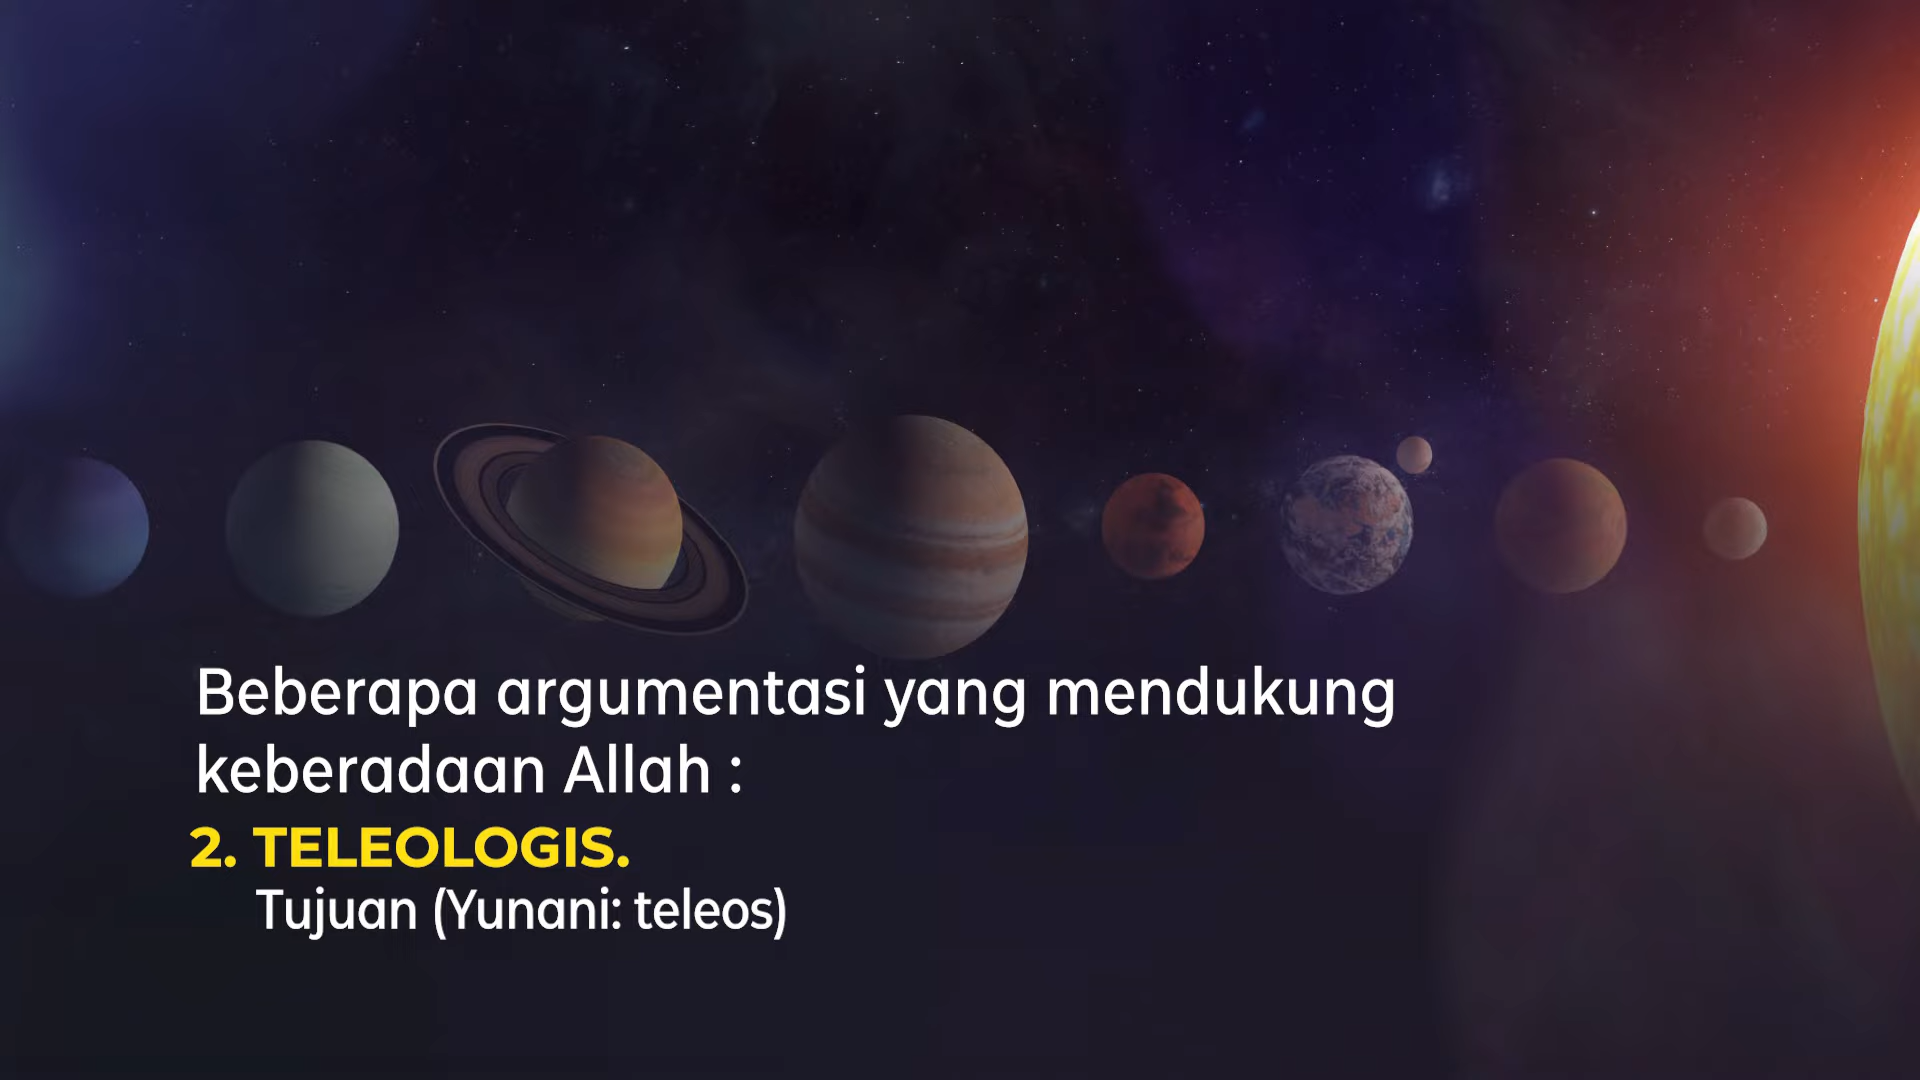 Beberapa argumentasi yang mendukung
keberadaan Allah :
2. TELEOLOGIS.
Tujuan (Yunani: teleos)